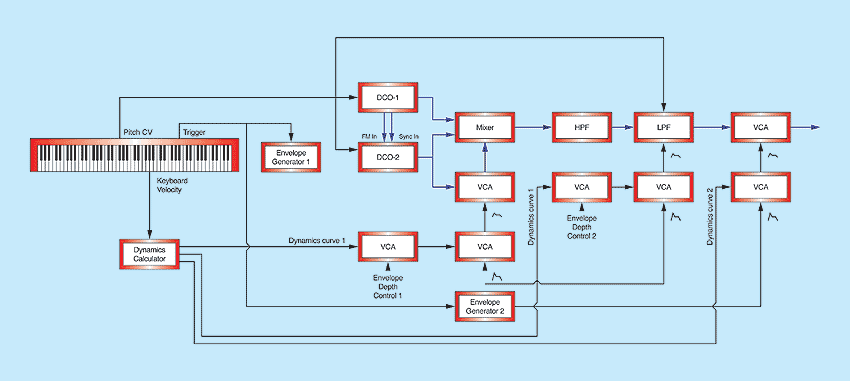 DCO-1
Pitch CV
Trigger
FM In
Sync In
Mixer
HPF
LPF
VCA
Envelope
Generator 1
DCO-2
Keyboard
Velocity
VCA
Dynamics curve 1
VCA
VCA
Dynamics curve 2
VCA
Envelope
Depth
Control 2
Dynamics
Calculator
Dynamics curve 1
VCA
VCA
Envelope
Depth
Control 1
Envelope
Generator 2